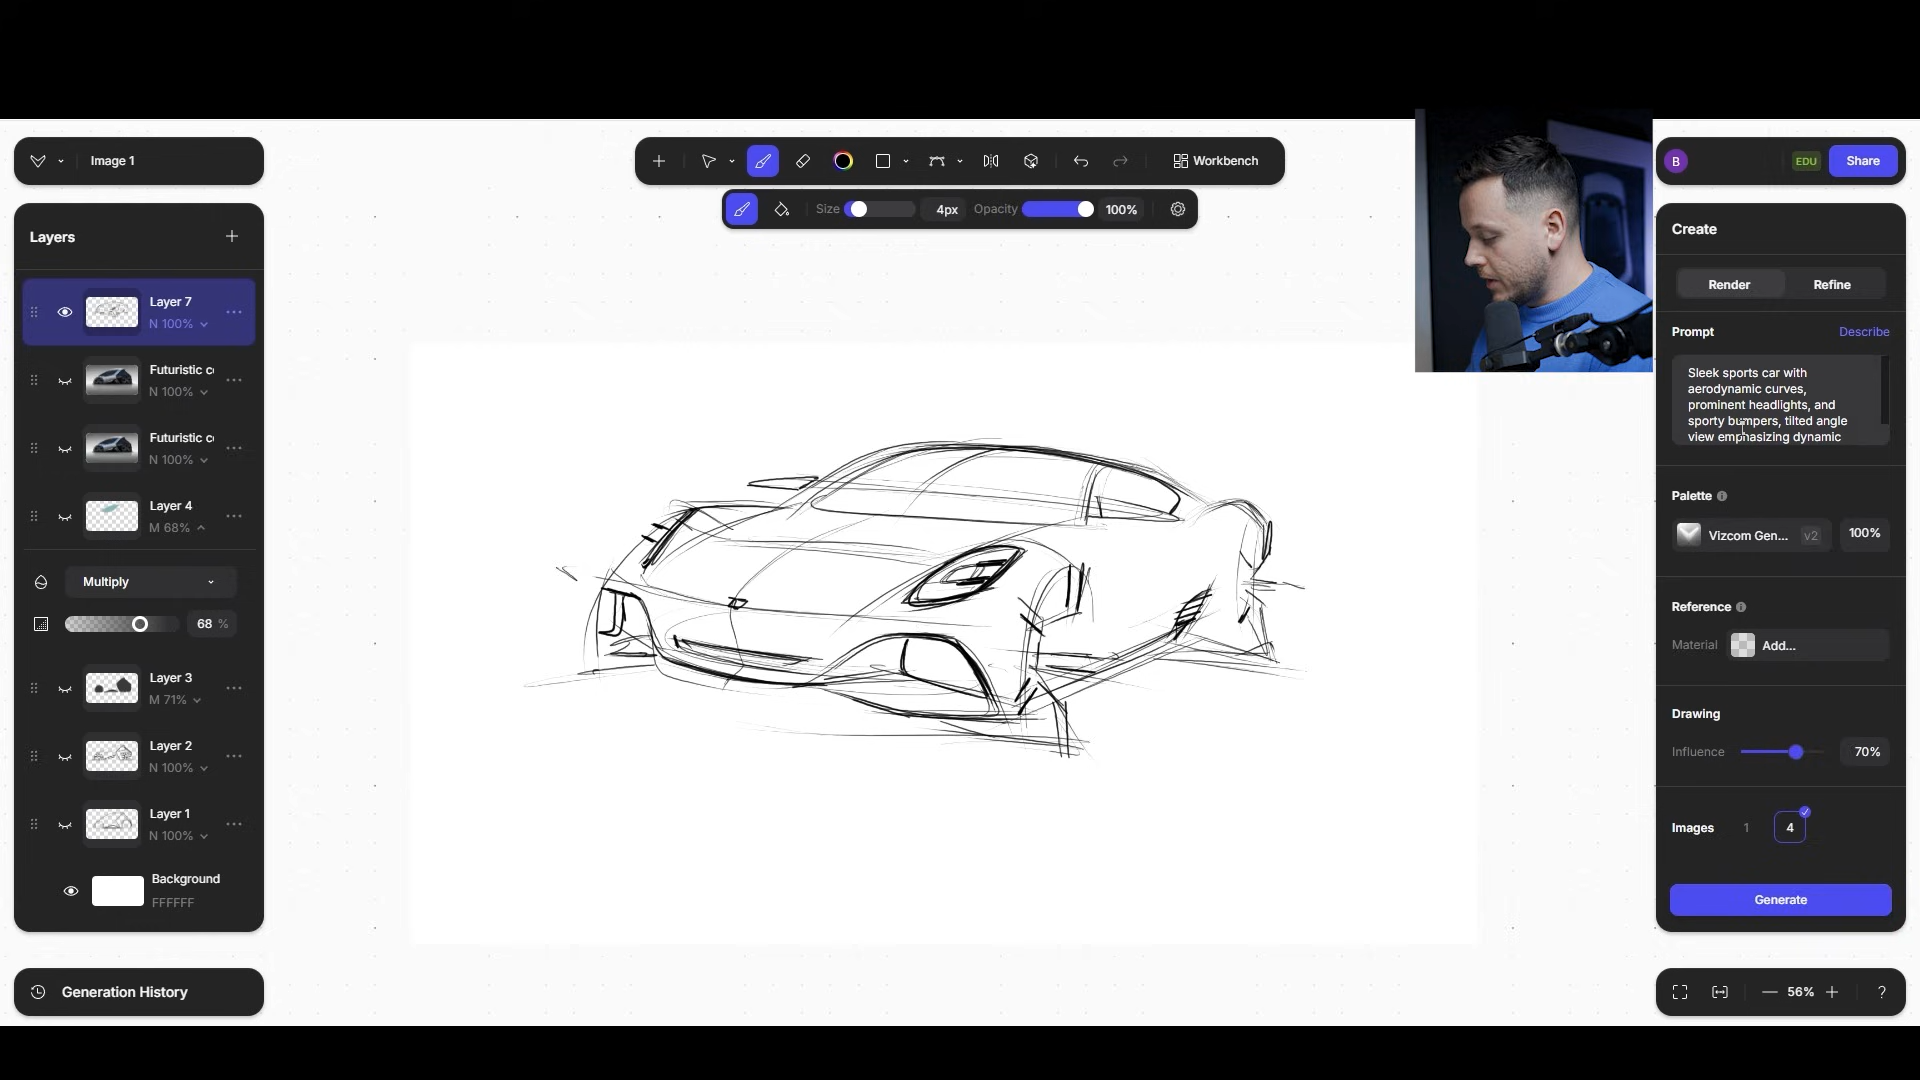 Image 1
Workbench
B
EDU
Share
Size
4px
Opacity
100%
Layers
Layer 7
N 100%
Futuristic c
N 100%
Futuristic c
N 100%
Layer 4
M 68%
Multiply
68 %
Layer 3
M 71%
Layer 2
N 100%
Layer 1
N 100%
Background
FFFFFF
Generation History
Create
Render
Refine
Prompt
Describe
Sleek sports car with
aerodynamic curves,
prominent headlights, and
sporty bumpers, tilted angle
view emphasizing dynamic
Palette
Vizcom Gen...
v2
100%
Reference
Material
Add...
Drawing
Influence
70%
Images
1
4
Generate
56%
?